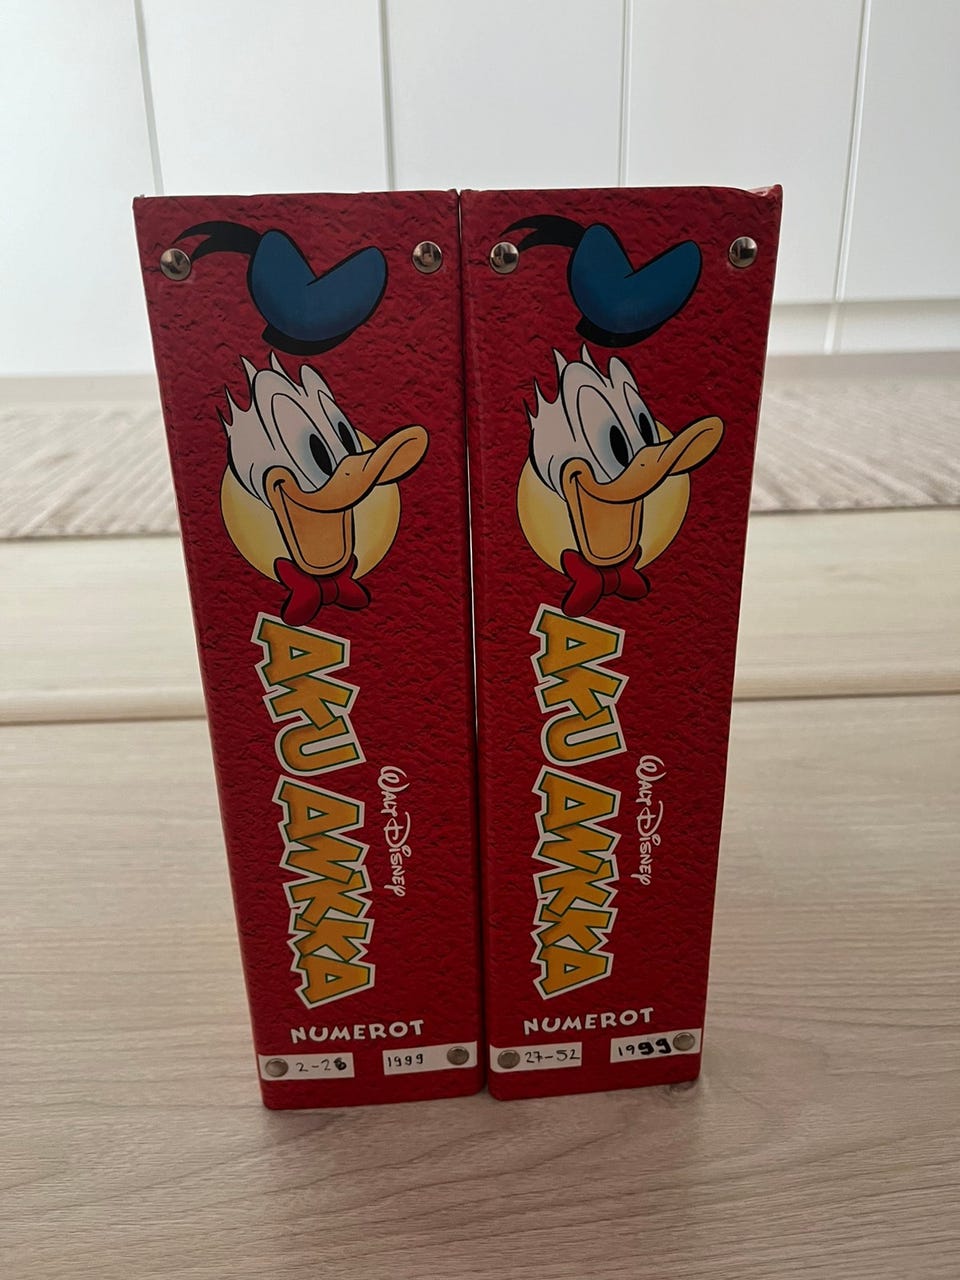 AKU ANKKA
WALT DISNEY
NUMEROT
2-26 1999
AKU ANKKA
WALT DISNEY
NUMEROT
27-52 1999